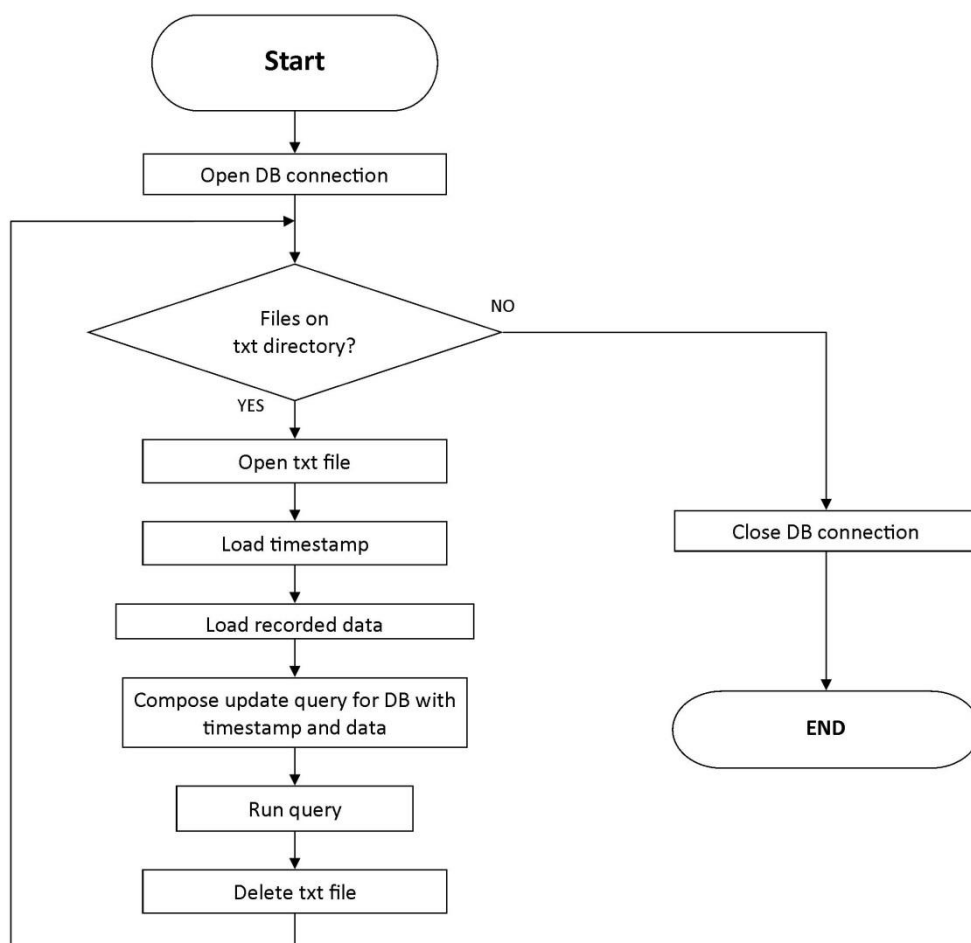 Start
Open DB connection
Files on
txt directory?
NO
YES
Open txt file
Load timestamp
Close DB connection
Load recorded data
Compose update query for DB with
timestamp and data
END
Run query
Delete txt file